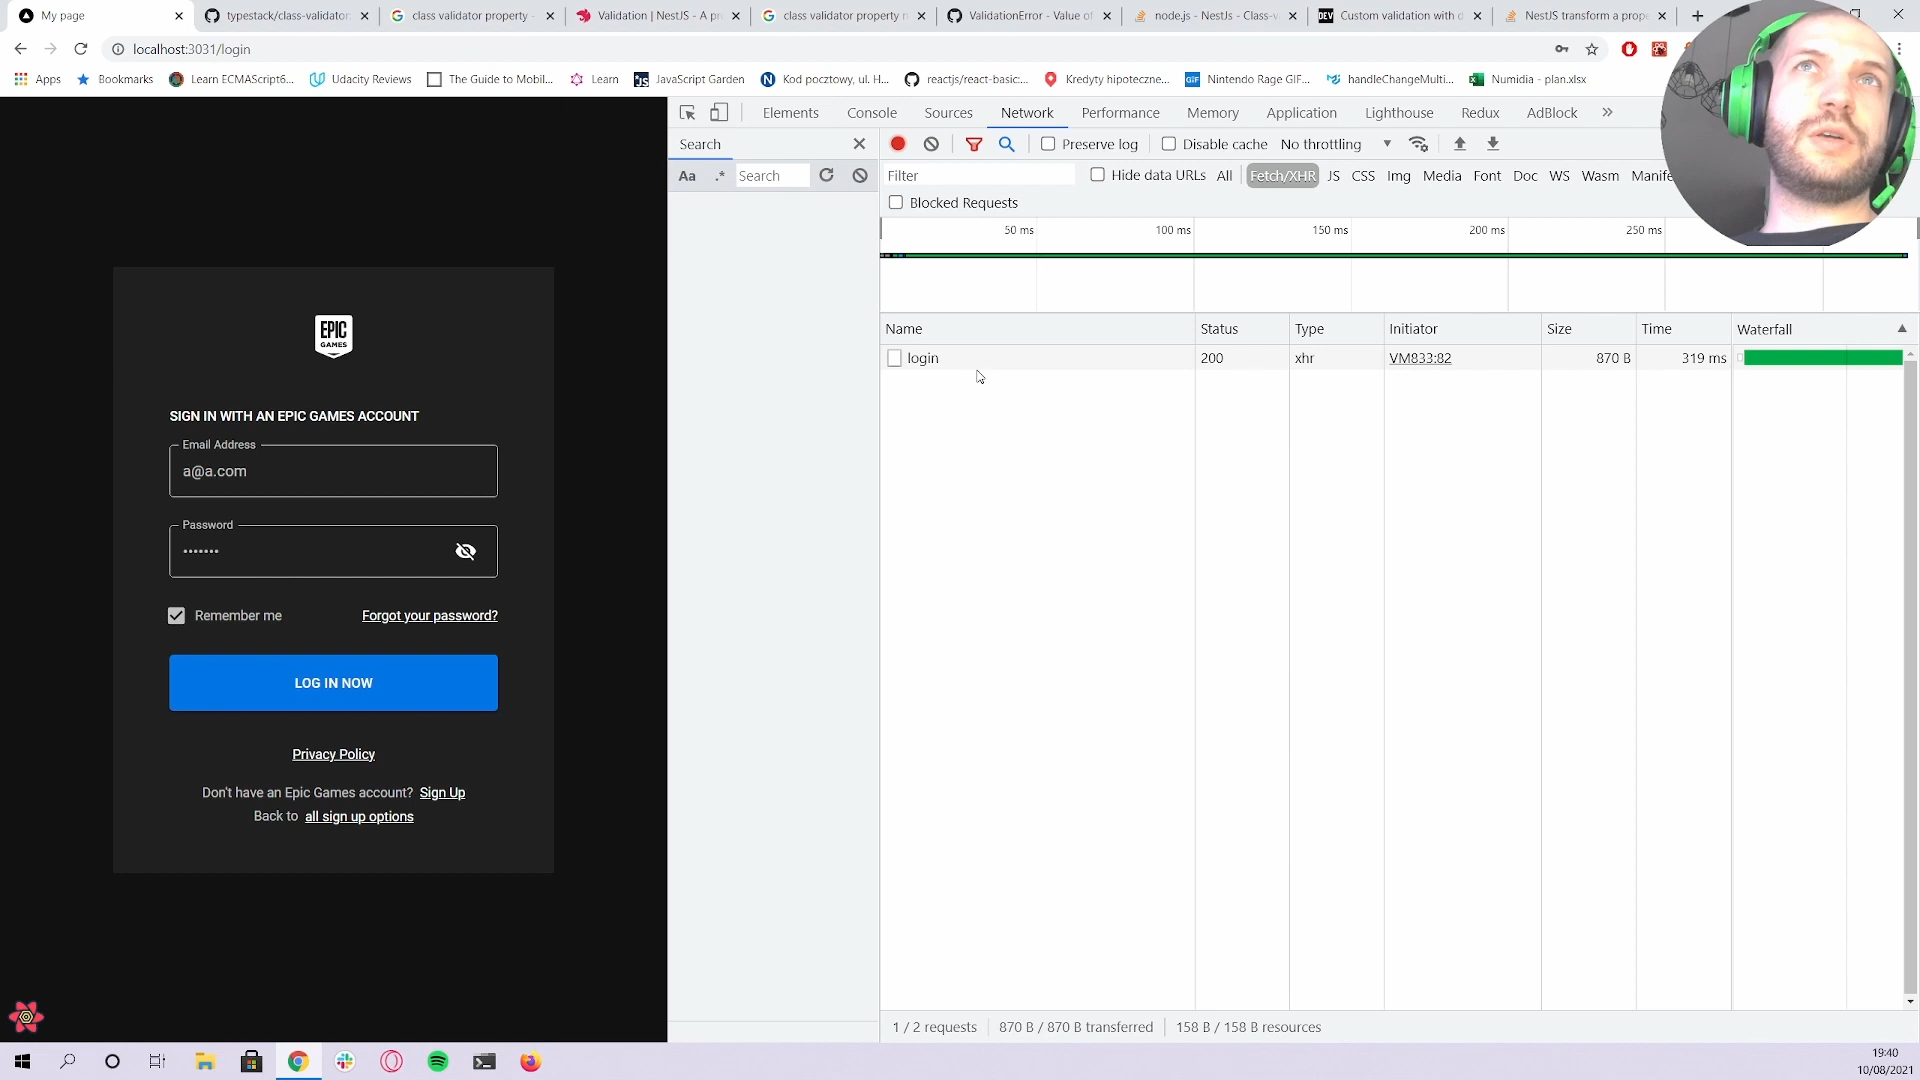 My page
typestack/class-validator:
class validator property -
Validation | NestJS - A pr
class validator property n
ValidationError - Value of
node.js - NestJs - Class-v
DEV
Custom validation with d
NestJS transform a prope
localhost:3031/login
Apps
Bookmarks
Learn ECMAScript6...
Udacity Reviews
The Guide to Mobil...
Learn
JavaScript Garden
Kod pocztowy, ul. H...
reactjs/react-basic:...
Kredyty hipoteczne...
GIF
Nintendo Rage GIF...
handleChangeMulti...
Numidia - plan.xlsx
Elements
Console
Sources
Network
Performance
Memory
Application
Lighthouse
Redux
AdBlock
Search
Preserve log
Disable cache
No throttling
Aa
.*
Search
Filter
Hide data URLs
All
Fetch/XHR
JS
CSS
Img
Media
Font
Doc
WS
Wasm
Manife
Blocked Requests
50 ms
100 ms
150 ms
200 ms
250 ms
Name
Status
Type
Initiator
Size
Time
Waterfall
login
200
xhr
VM833:82
870 B
319 ms
EPIC
GAMES
SIGN IN WITH AN EPIC GAMES ACCOUNT
Email Address
a@a.com
Password
•••••••
Remember me
Forgot your password?
LOG IN NOW
Privacy Policy
Don't have an Epic Games account? Sign Up
Back to all sign up options
1 / 2 requests
870 B / 870 B transferred
158 B / 158 B resources
19:40
10/08/2021